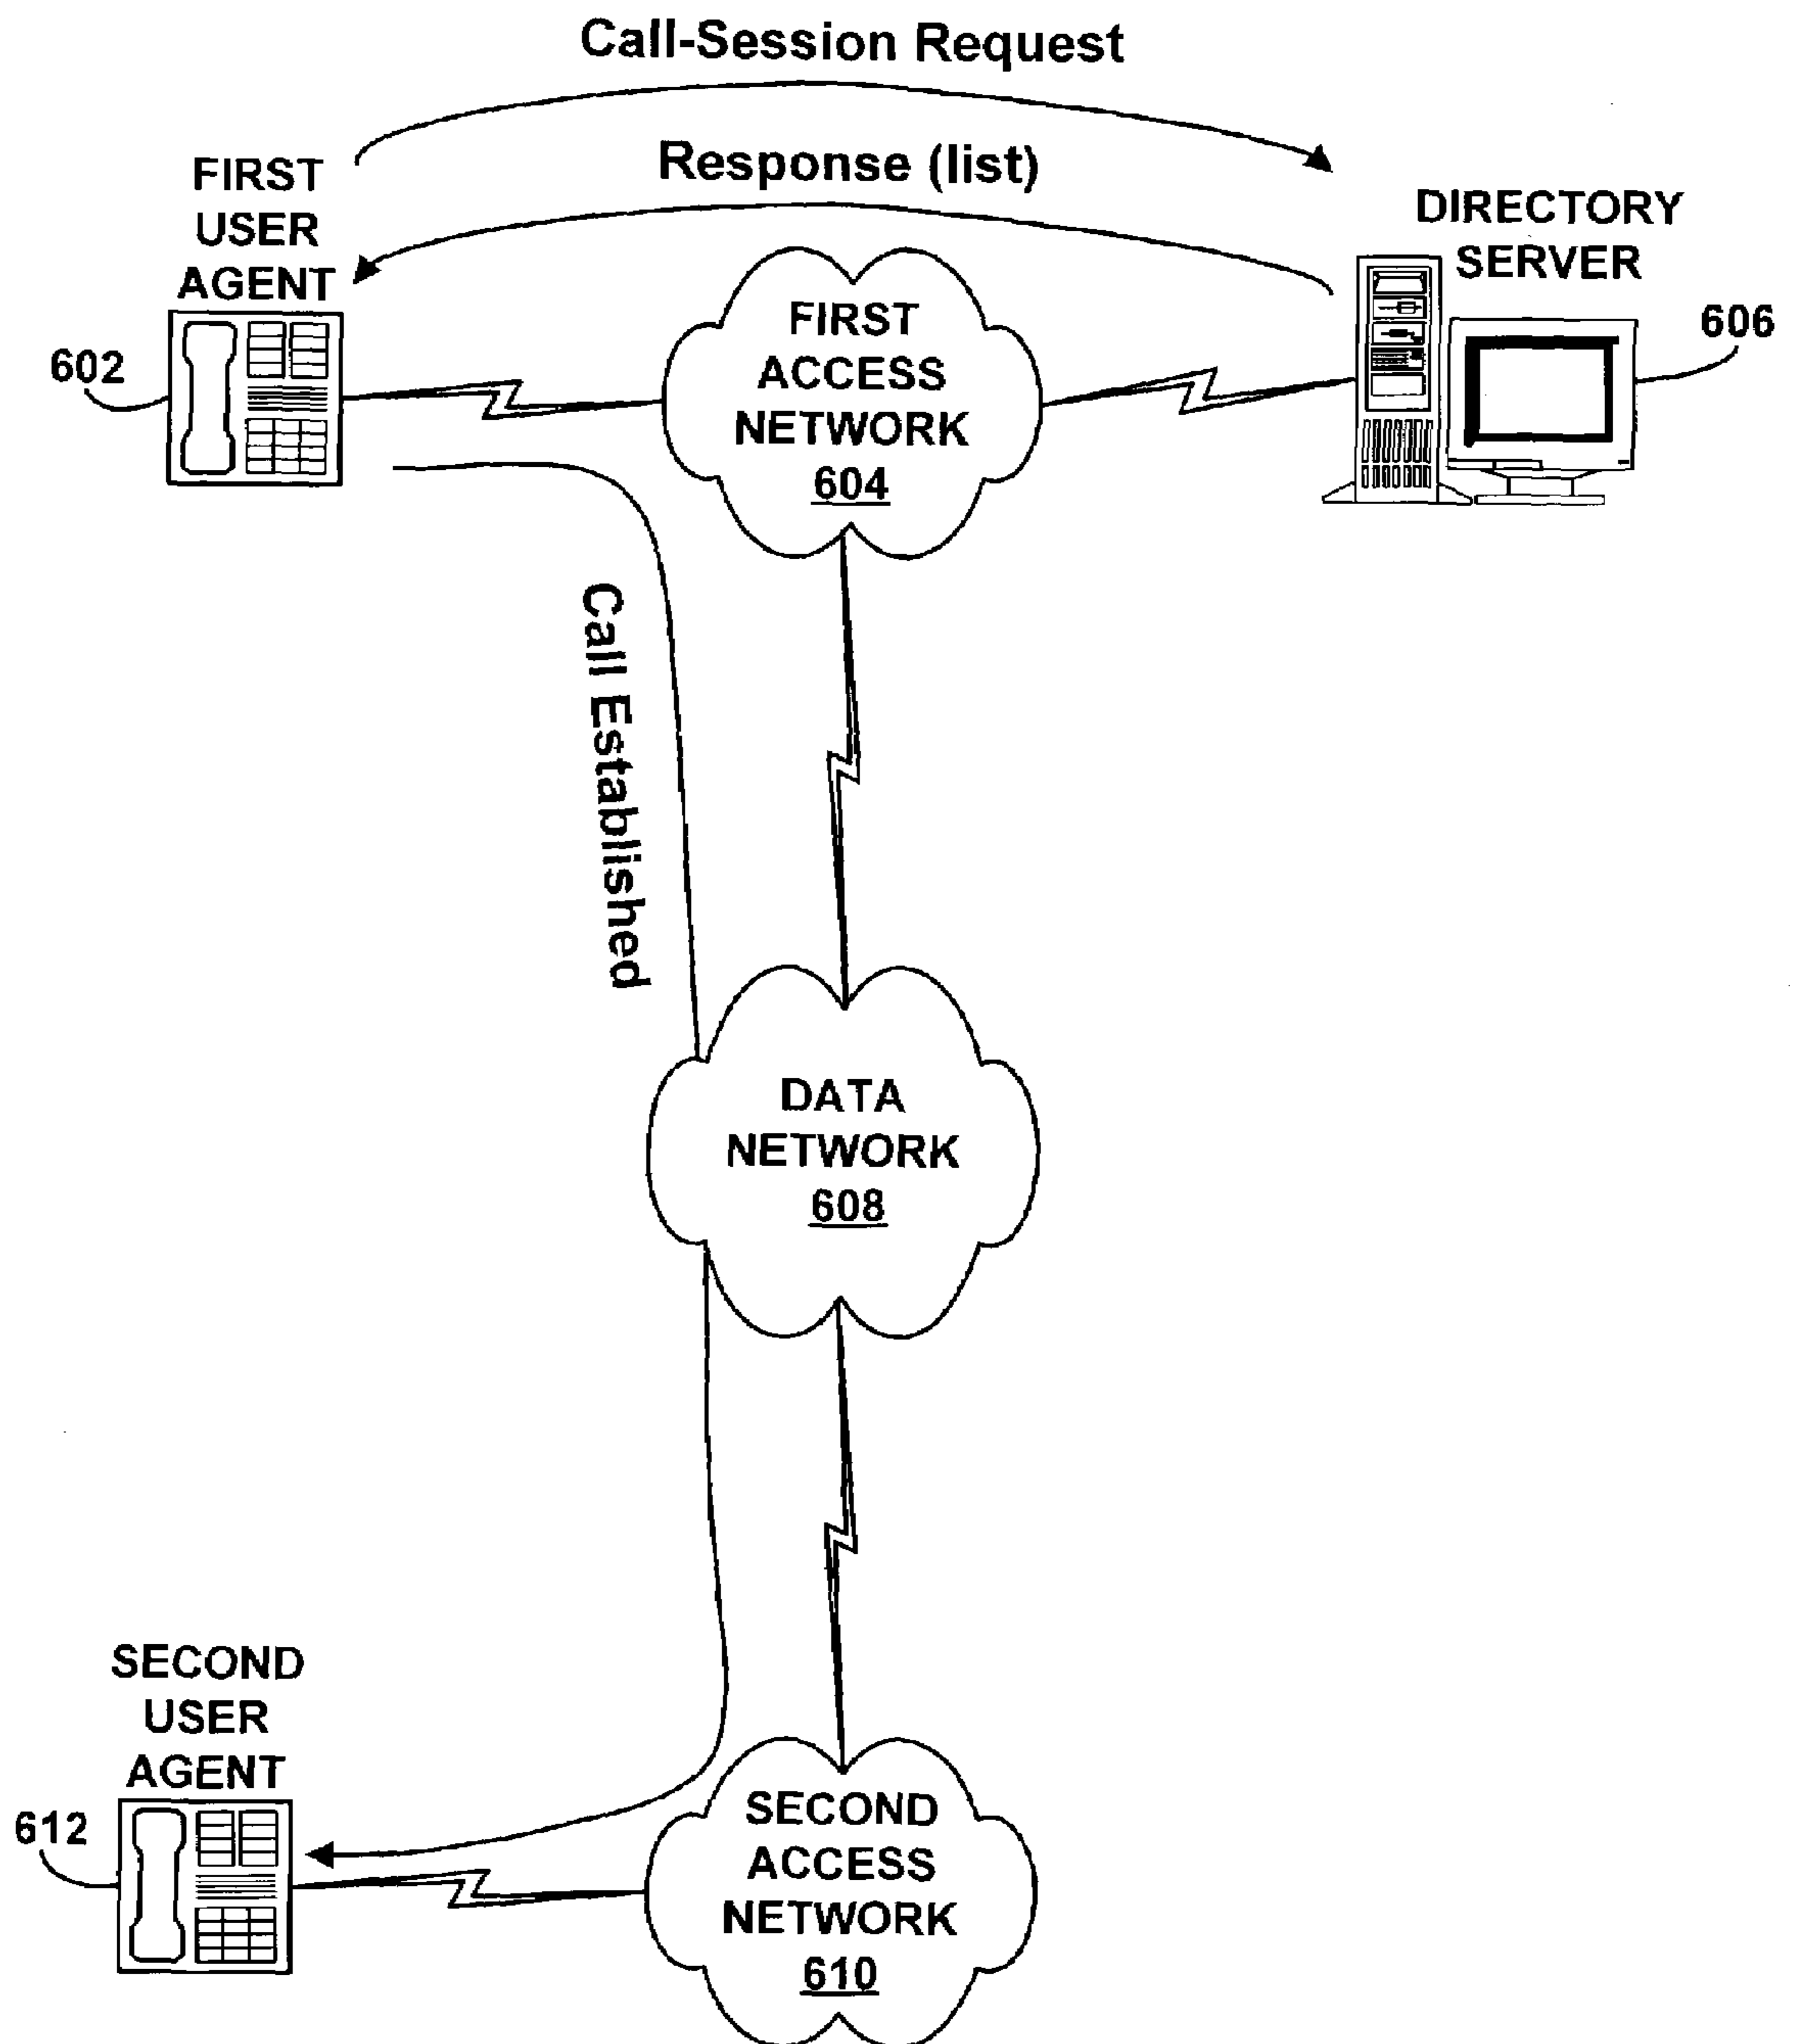 Call-Session Request
Response (list)
FIRST
USER
AGENT
602
FIRST
ACCESS
NETWORK
604
DIRECTORY
SERVER
606
Call Established
DATA
NETWORK
608
SECOND
USER
AGENT
612
SECOND
ACCESS
NETWORK
610